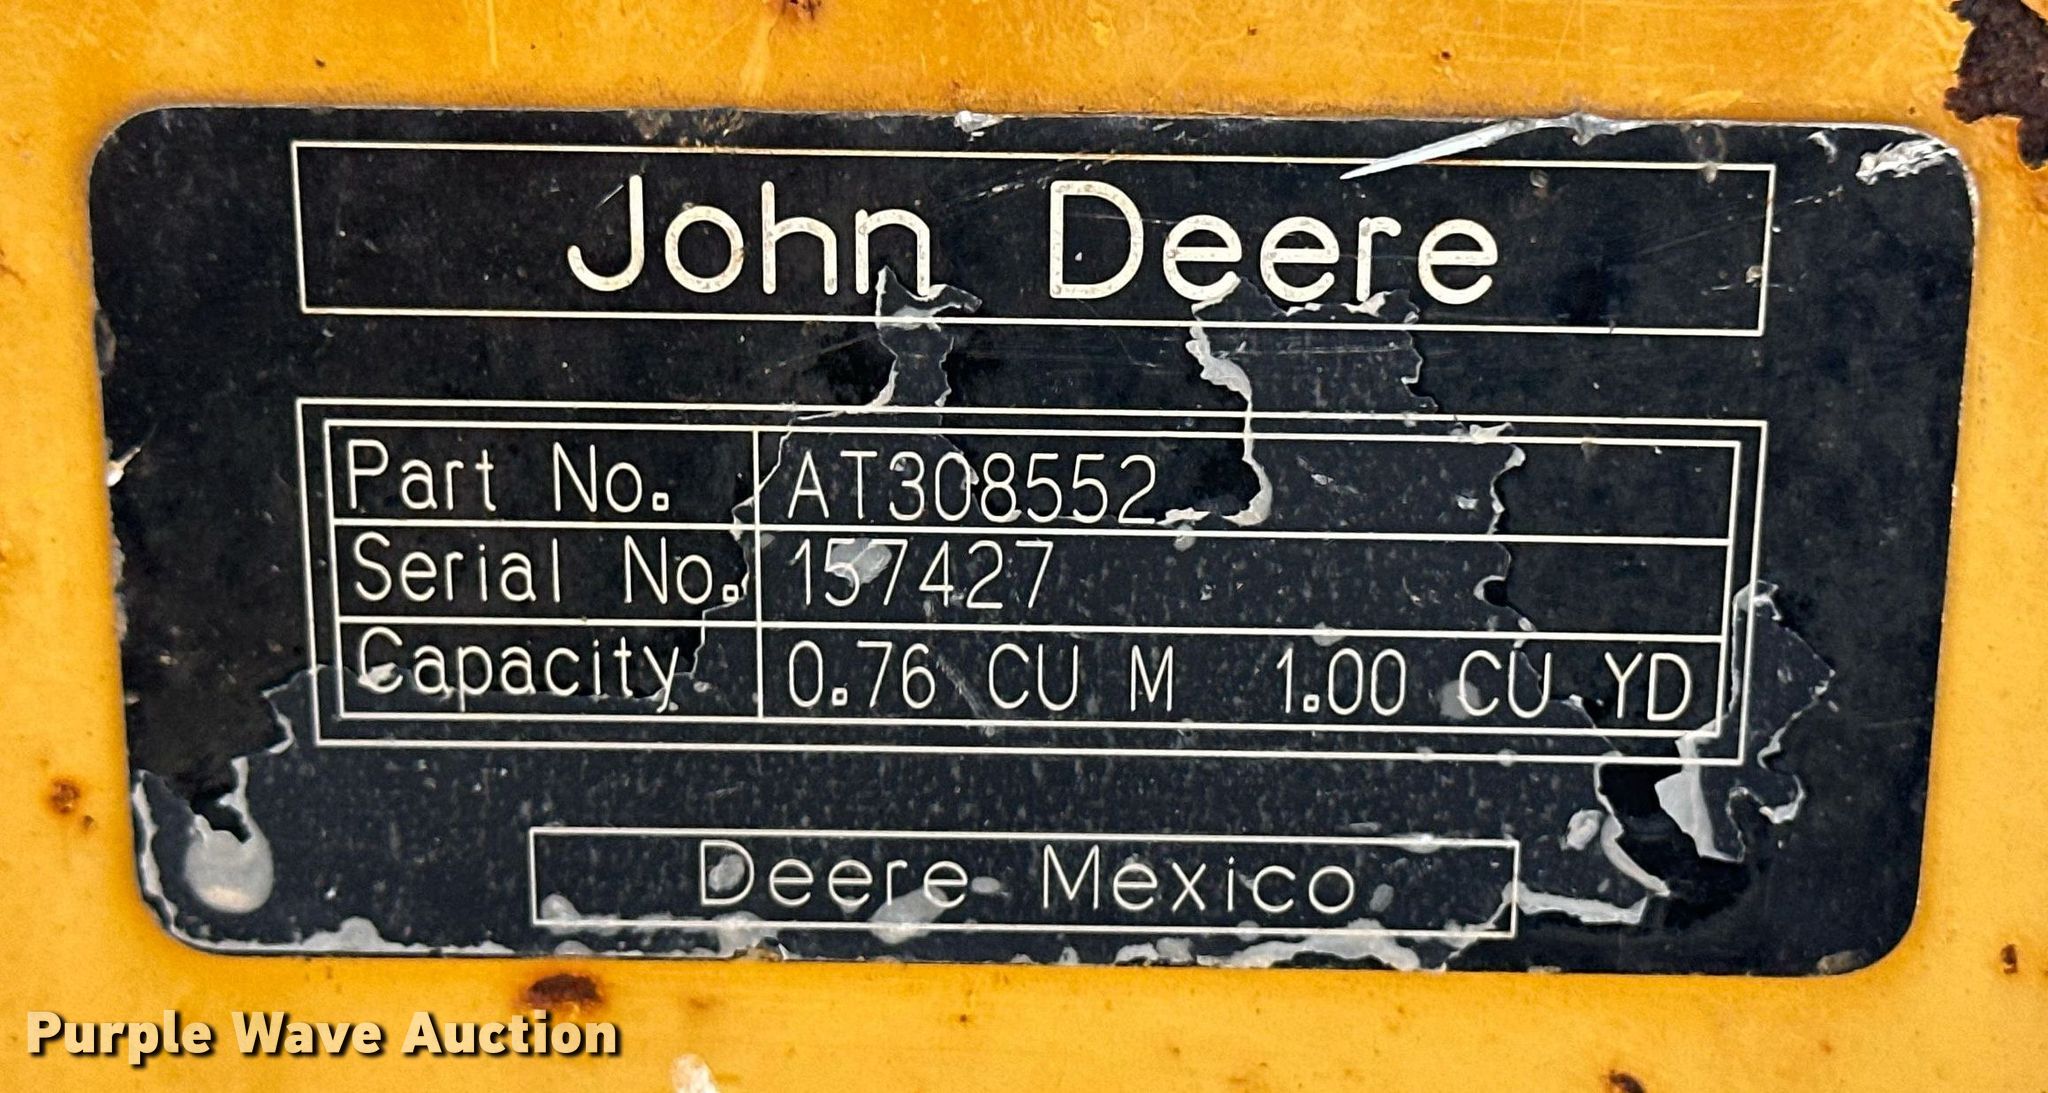 John Deere
Part No. AT308552
Serial No. 157427
Capacity 0.76 CU M 1.00 CU YD
Deere Mexico
Purple Wave Auction